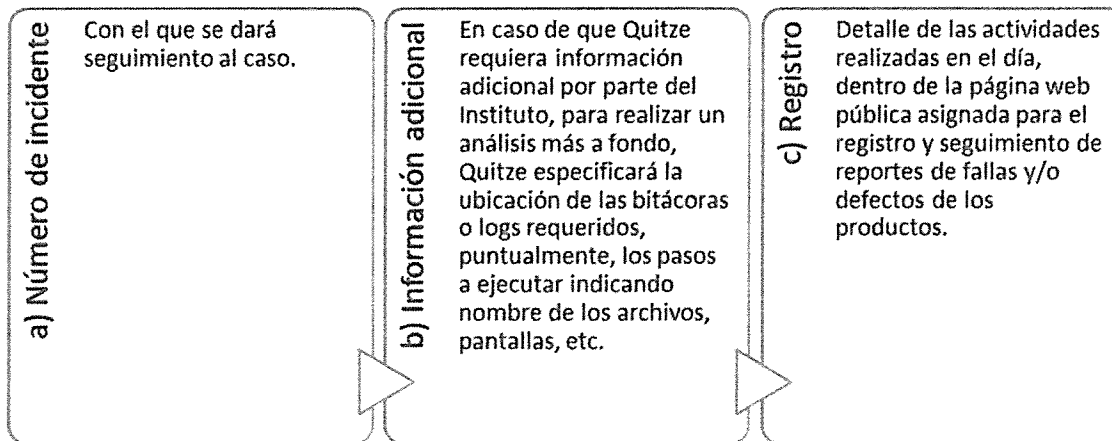 a) Número de incidente
Con el que se dará
seguimiento al caso.
b) Información adicional
En caso de que Quitze
requiera información
adicional por parte del
Instituto, para realizar un
análisis más a fondo,
Quitze especificará la
ubicación de las bitácoras
o logs requeridos,
puntualmente, los pasos
a ejecutar indicando
nombre de los archivos,
pantallas, etc.
c) Registro
Detalle de las actividades
realizadas en el día,
dentro de la página web
pública asignada para el
registro y seguimiento de
reportes de fallas y/o
defectos de los
productos.